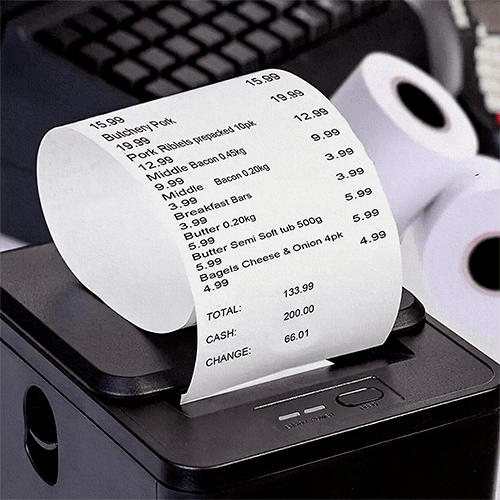 15.99 15.99
Butchery Pork
19.99 19.99
Pork Riblets prepacked 10pk
12.99 12.99
Middle Bacon 0.45kg
9.99 9.99
Middle Bacon 0.20kg
3.99 3.99
Breakfast Bars
3.99 3.99
Butter 0.20kg
5.99 5.99
Butter Semi Soft tub 500g
5.99 5.99
Bagels Cheese & Onion 4pk
4.99 4.99
TOTAL: 133.99
CASH: 200.00
CHANGE: 66.01